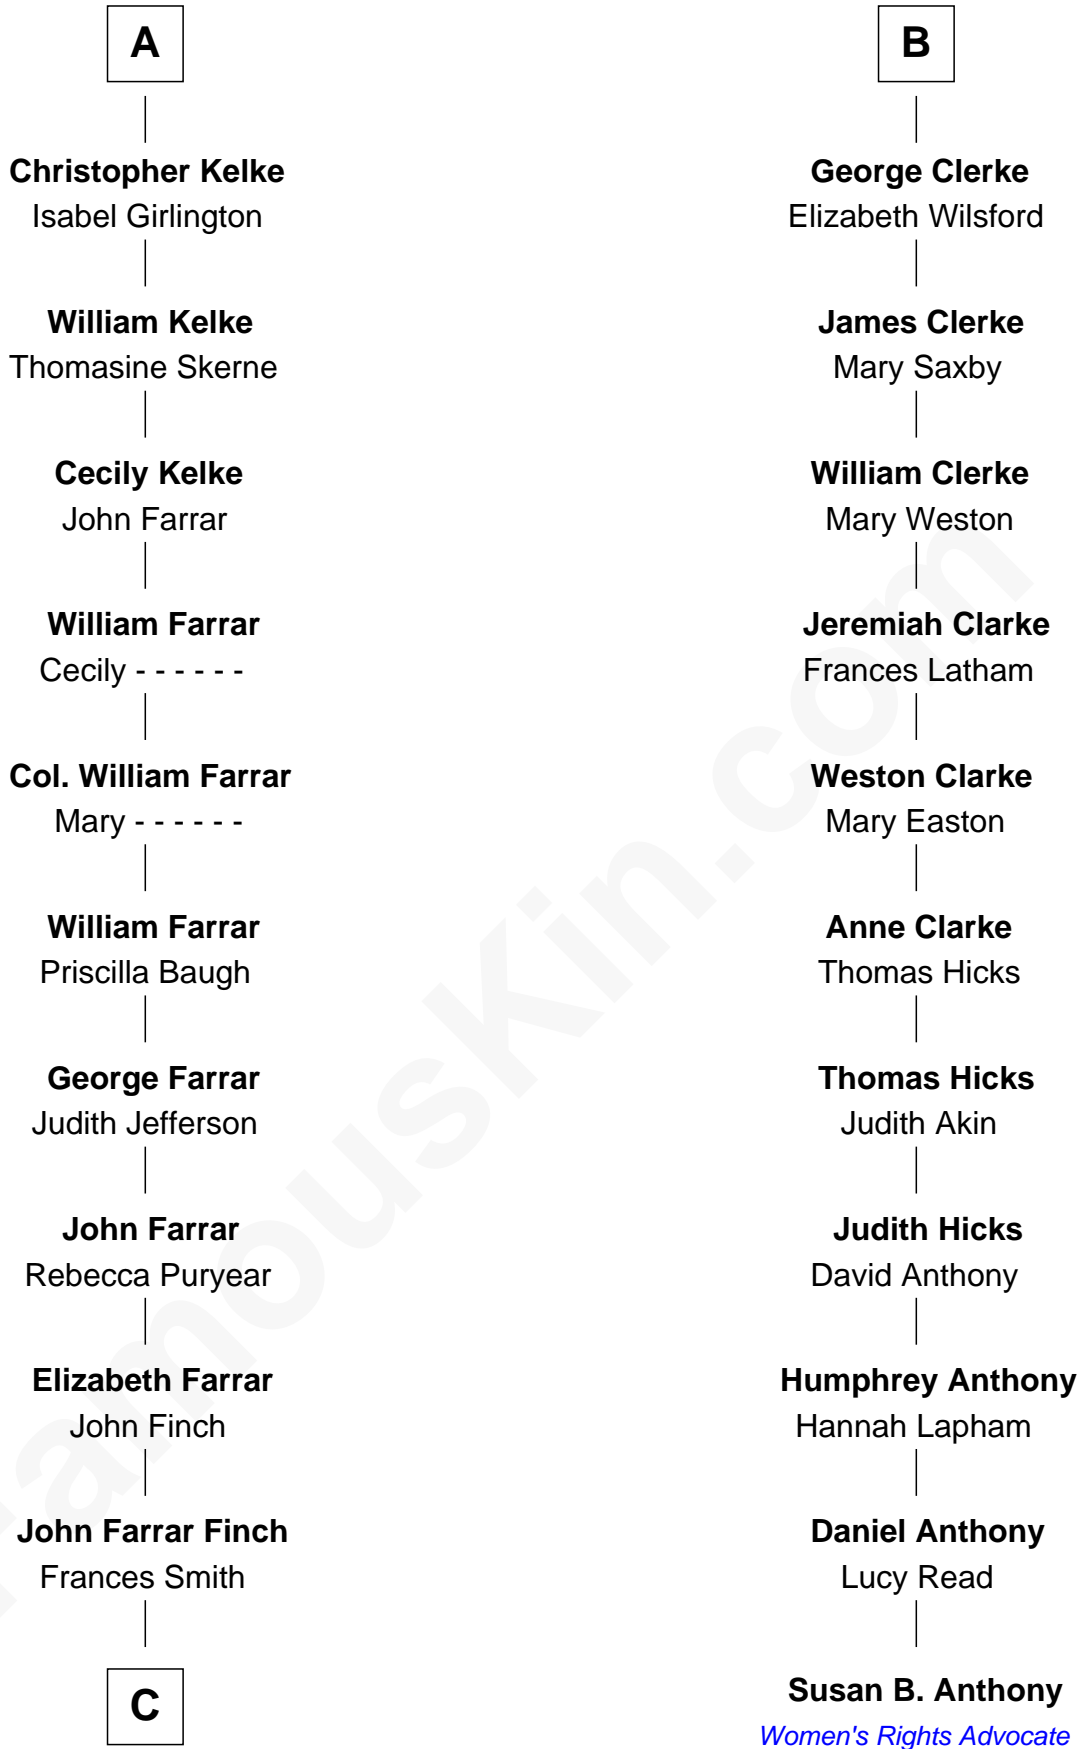 A
Christopher Kelke
Isabel Girlington
William Kelke
Thomasine Skerne
Cecily Kelke
John Farrar
William Farrar
Cecily - - - - - -
Col. William Farrar
Mary - - - - - -
William Farrar
Priscilla Baugh
George Farrar
Judith Jefferson
John Farrar
Rebecca Puryear
Elizabeth Farrar
John Finch
John Farrar Finch
Frances Smith
C
B
George Clerke
Elizabeth Wilsford
James Clerke
Mary Saxby
William Clerke
Mary Weston
Jeremiah Clarke
Frances Latham
Weston Clarke
Mary Easton
Anne Clarke
Thomas Hicks
Thomas Hicks
Judith Akin
Judith Hicks
David Anthony
Humphrey Anthony
Hannah Lapham
Daniel Anthony
Lucy Read
Susan B. Anthony
Women's Rights Advocate
FamousKin.com